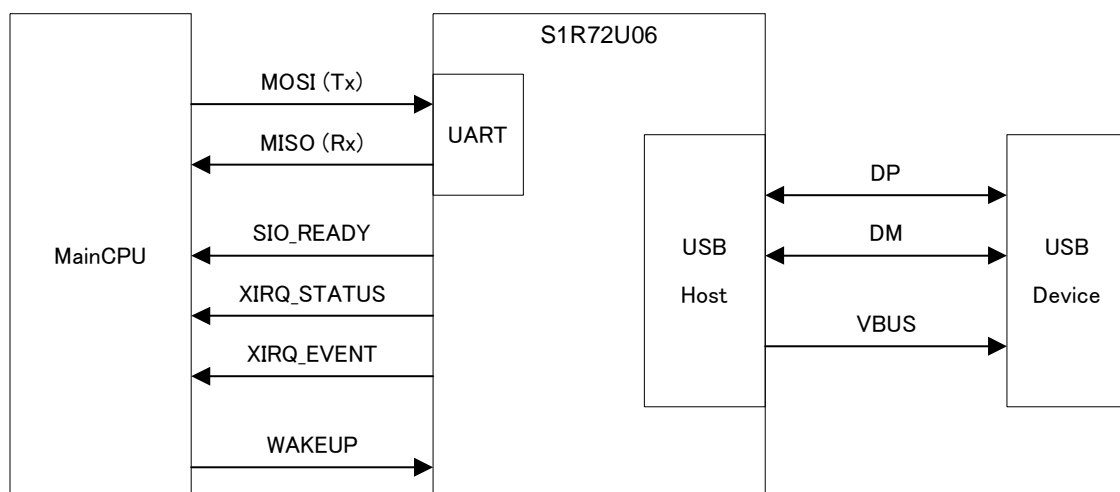 S1R72U06
MOSI (Tx)
UART
MISO (Rx)
DP
SIO_READY
MainCPU
DM
USB
Host
USB
Device
XIRQ_STATUS
VBUS
XIRQ_EVENT
WAKEUP